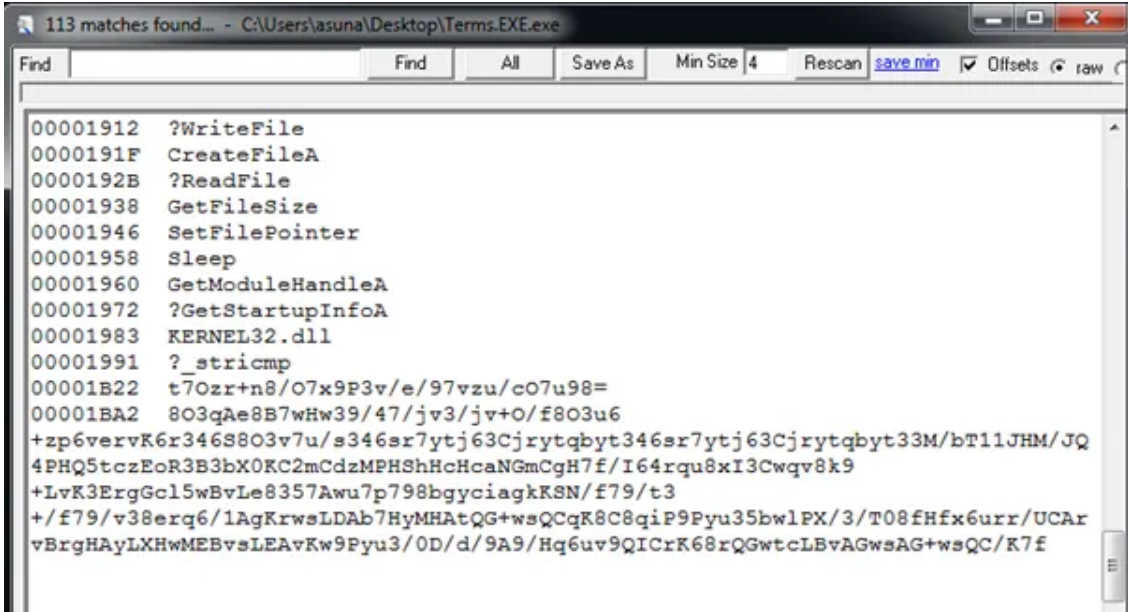 113 matches found... - C:\Users\asuna\Desktop\Terms.EXE.exe
Find Find All Save As Min Size 4 Rescan save min Offsets raw
00001912 ?WriteFile
0000191F CreateFileA
0000192B ?ReadFile
00001938 GetFileSize
00001946 SetFilePointer
00001958 Sleep
00001960 GetModuleHandleA
00001972 ?GetStartupInfoA
00001983 KERNEL32.dll
00001991 ?_stricmp
00001B22 t7Ozr+n8/O7x9P3v/e/97vzu/cO7u98=
00001BA2 8O3qAe8B7wHw39/47/jv3/jv+O/f8O3u6
+zp6vervK6r346S8O3v7u/s346sr7ytj63Cjrytqbyt346sr7ytj63Cjrytqbyt33M/bT11JHM/JQ
4PHQ5tczEoR3B3bX0KC2mCdzMPHShHcHcaNGmCgH7f/I64rqu8xI3Cwqv8k9
+LvK3ErgGcl5wBvLe8357Awu7p798bgyciagkKSN/f79/t3
+/f79/v38erq6/1AgKrwsLDAb7HyMHAtQG+wsQCqK8C8qiP9Pyu35bwlPX/3/T08fHfx6urr/UCAr
vBrgHAyLXHwMEBvsLEAvKw9Pyu3/0D/d/9A9/Hq6uv9QICrK68rQGwtcLBvAGwsAG+wsQC/K7f